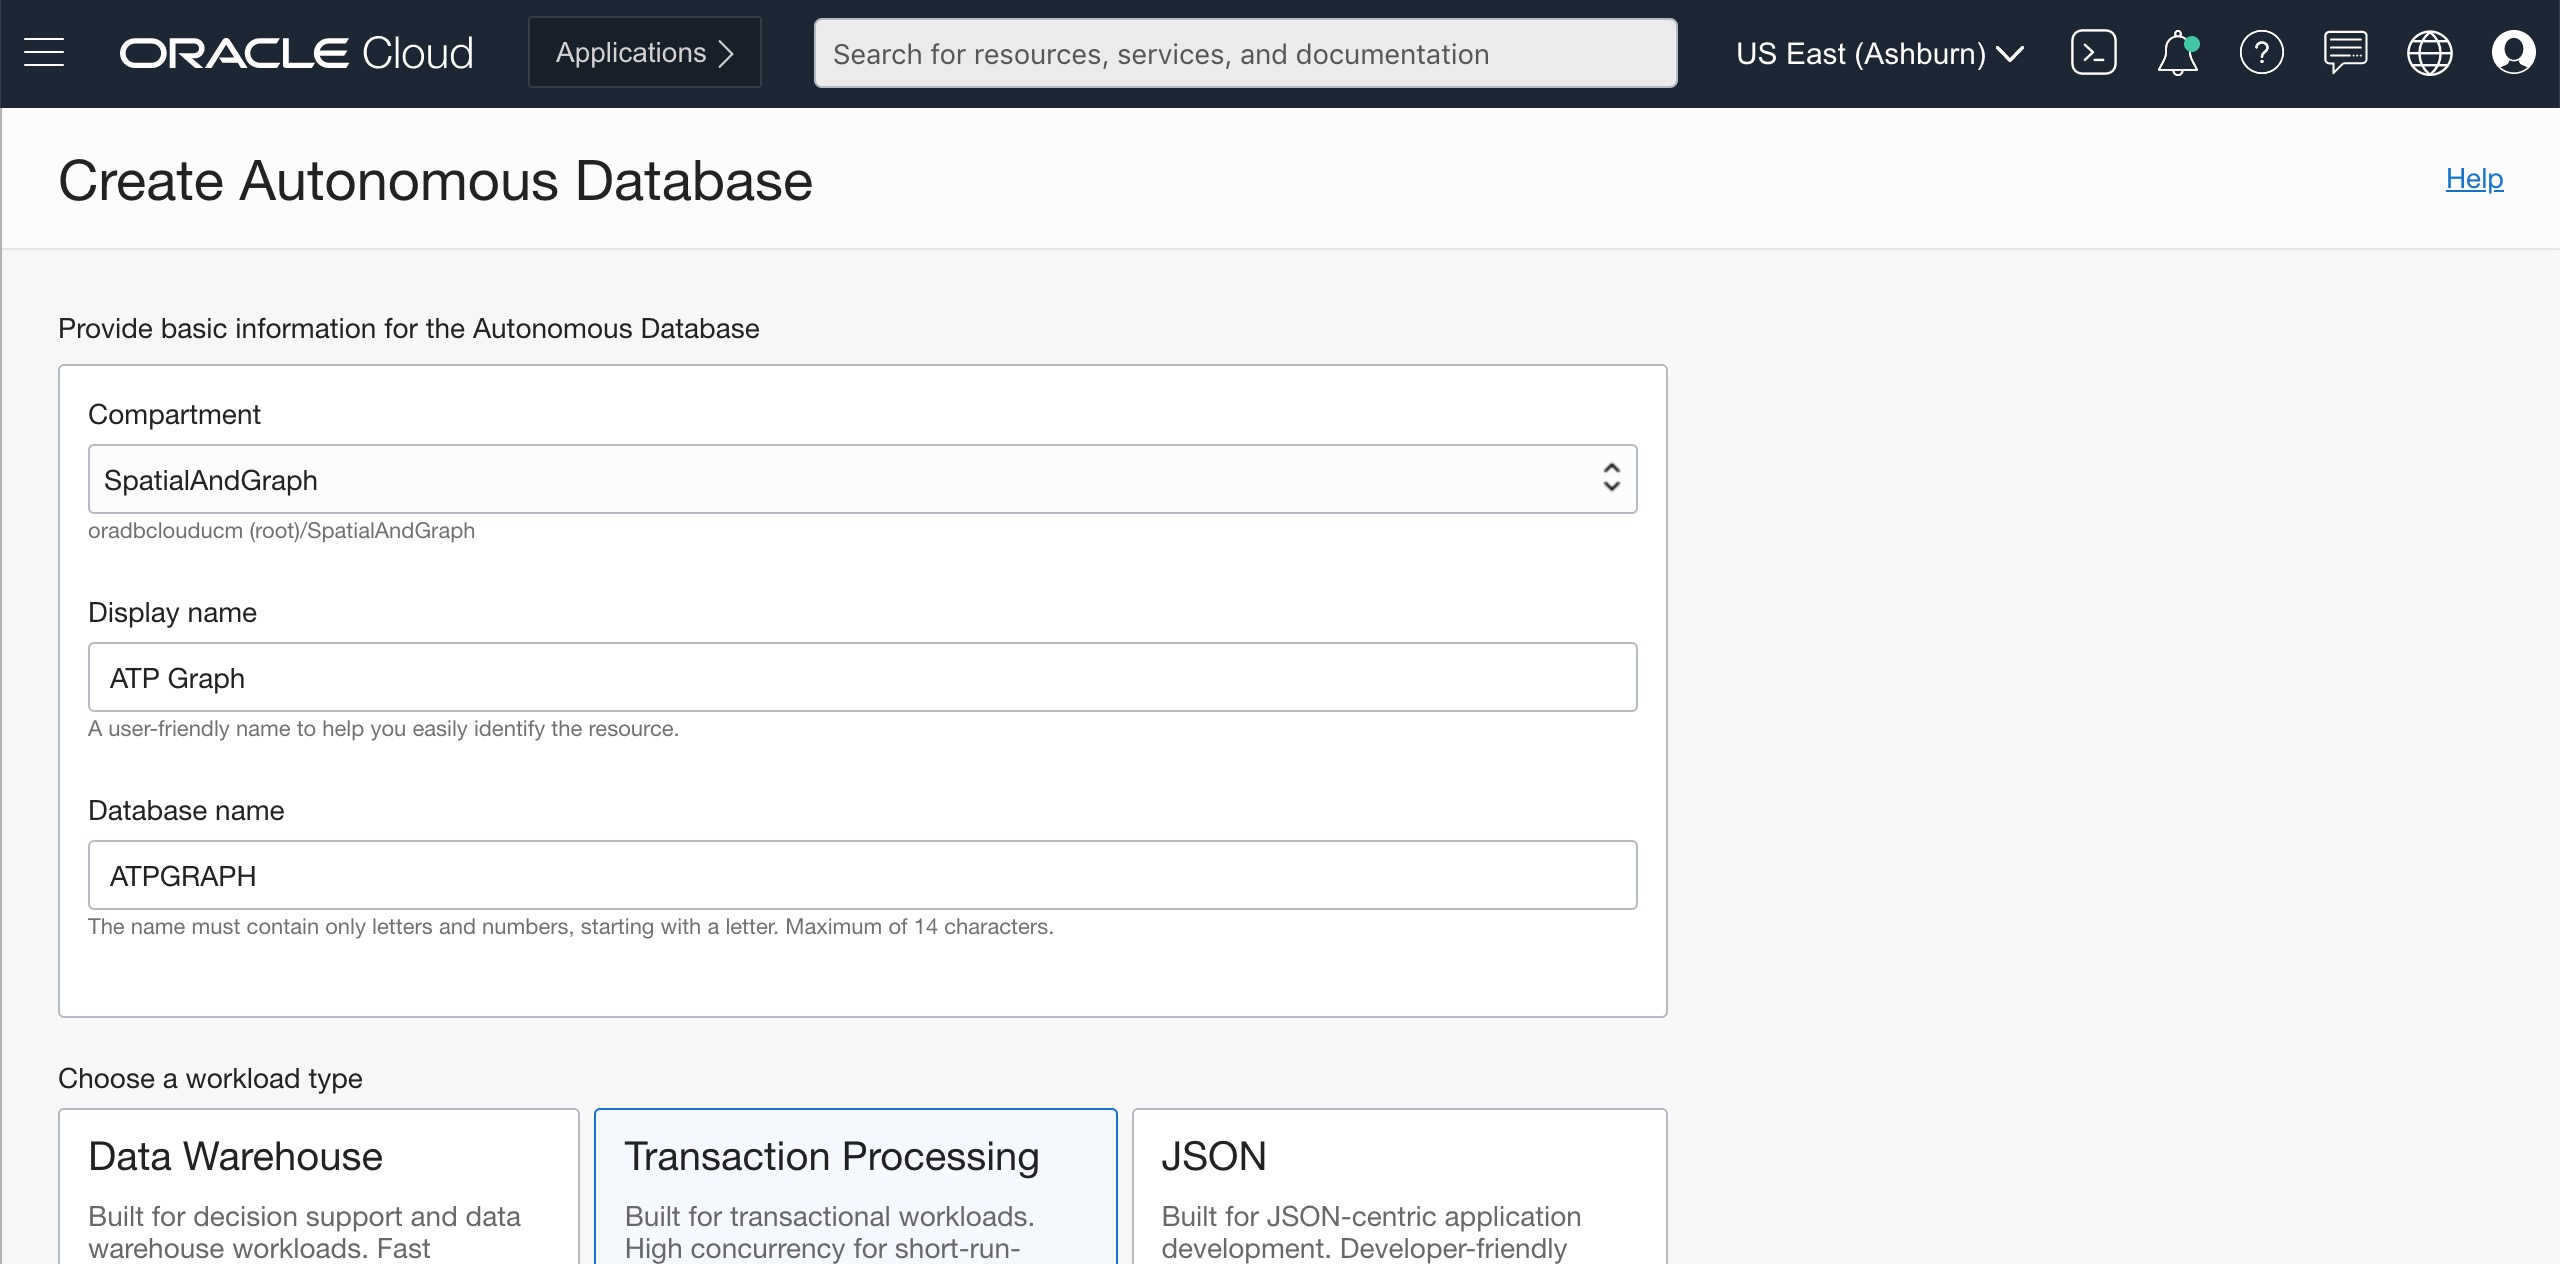 ORACLE Cloud
Applications
Search for resources, services, and documentation
US East (Ashburn)
Create Autonomous Database
Help
Provide basic information for the Autonomous Database
Compartment
SpatialAndGraph
oradbclouducm (root)/SpatialAndGraph
Display name
ATP Graph
A user-friendly name to help you easily identify the resource.
Database name
ATPGRAPH
The name must contain only letters and numbers, starting with a letter. Maximum of 14 characters.
Choose a workload type
Data Warehouse
Built for decision support and data
warehouse workloads. Fast
Transaction Processing
Built for transactional workloads.
High concurrency for short-run-
JSON
Built for JSON-centric application
development. Developer-friendly